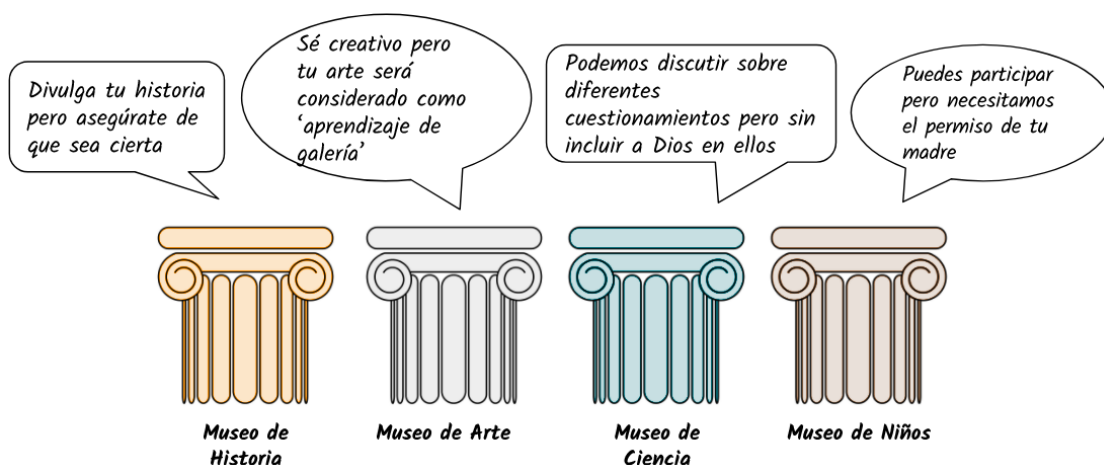 Divulga tu historia
pero asegúrate de
que sea cierta
Sé creativo pero
tu arte será
considerado como
‘aprendizaje de
galería’
Podemos discutir sobre
diferentes
cuestionamientos pero sin
incluir a Dios en ellos
Puedes participar
pero necesitamos
el permiso de tu
madre
Museo de
Historia
Museo de Arte
Museo de
Ciencia
Museo de Niños